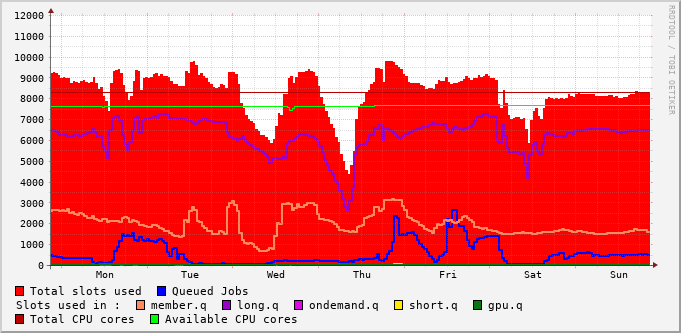 12000
11000
10000
9000
8000
7000
6000
5000
4000
3000
2000
1000
0
Mon Tue Wed Thu Fri Sat Sun
Total slots used Queued Jobs
Slots used in : member.q long.q ondemand.q short.q gpu.q
Total CPU cores Available CPU cores
RRDTOOL / TOBI OETIKER